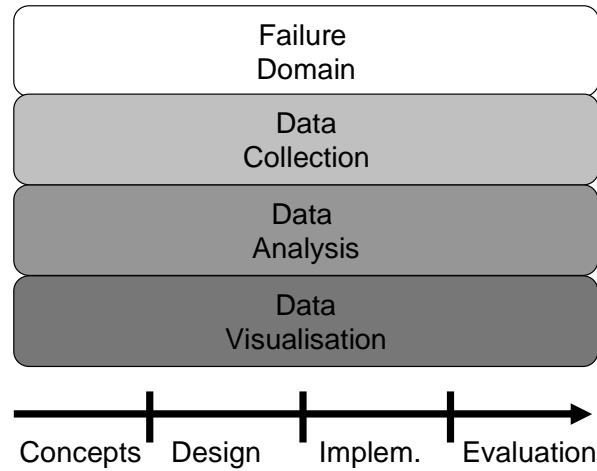 Failure
Domain
Data
Collection
Data
Analysis
Data
Visualisation
Concepts Design Implem. Evaluation